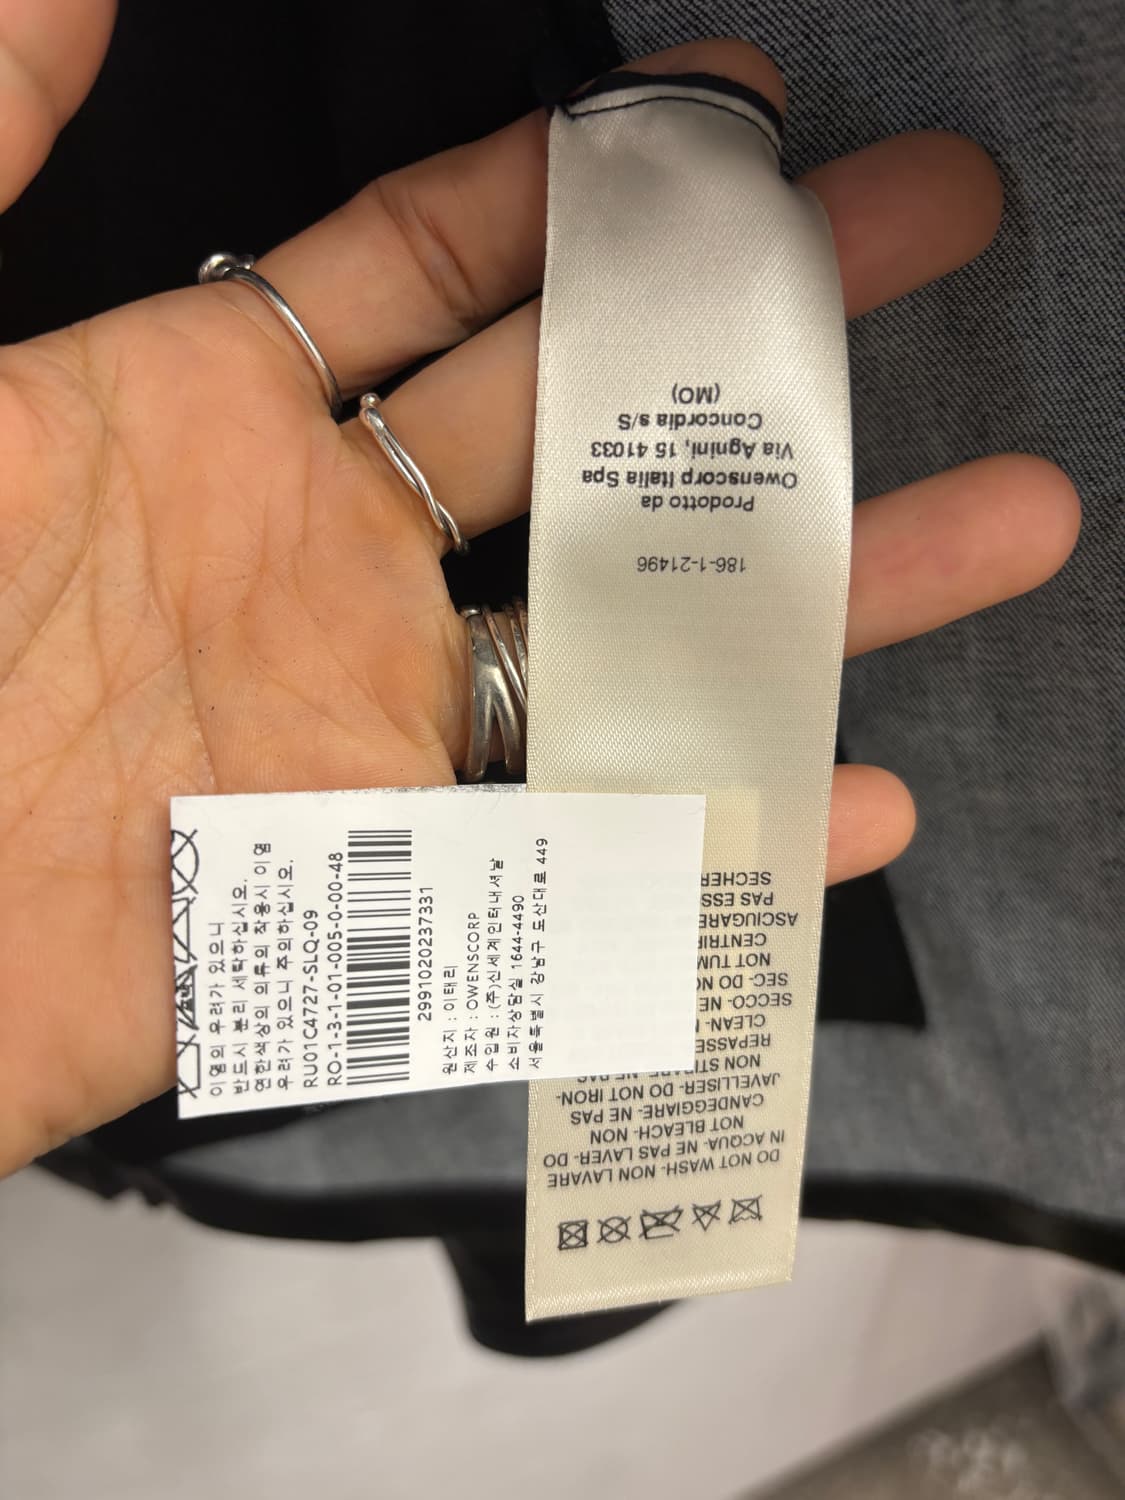 Prodotto da
Owenscorp Italia Spa
Via Agnini, 15 41033
Concordia s/S
(MO)
186-1-21496
DO NOT WASH- NON LAVARE
IN ACQUA- NE PAS LAVER- DO
NOT BLEACH- NON
CANDEGGIARE- NE PAS
JAVELLISER- DO NOT IRON-
NON
REPASSE
CLEAN-
SECCO- NE
SEC- DO
NOT
CENTRIF
ASCIUGARE
PAS ESS
SECHER
이염의 우려가 있으니
반드시 분리 세탁하십시오.
연한색상의 의류의 착용시 이염
우려가 있으니 주의하십시오.
RU01C4727-SLQ-09
RO-1-3-1-01-005-0-00-48
2991020237331
원산지 : 이태리
제조자 : OWENSCORP
수입원 : (주)신세계인터내셔날
소비자상담실 1644-4490
서울특별시 강남구 도산대로 449